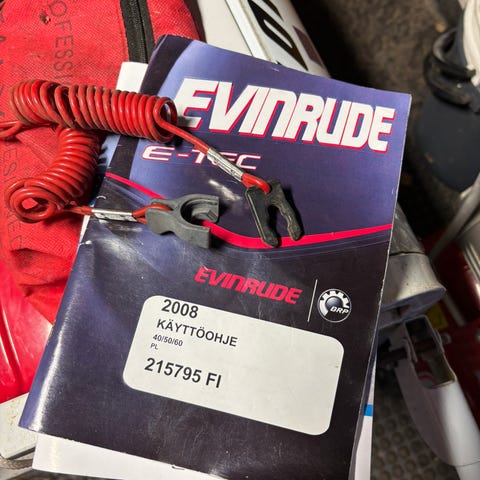 EVINRUDE
E-TEC
EVINRUDE
BRP
2008
KÄYTTÖOHJE
40/50/60
PL
215795 FI